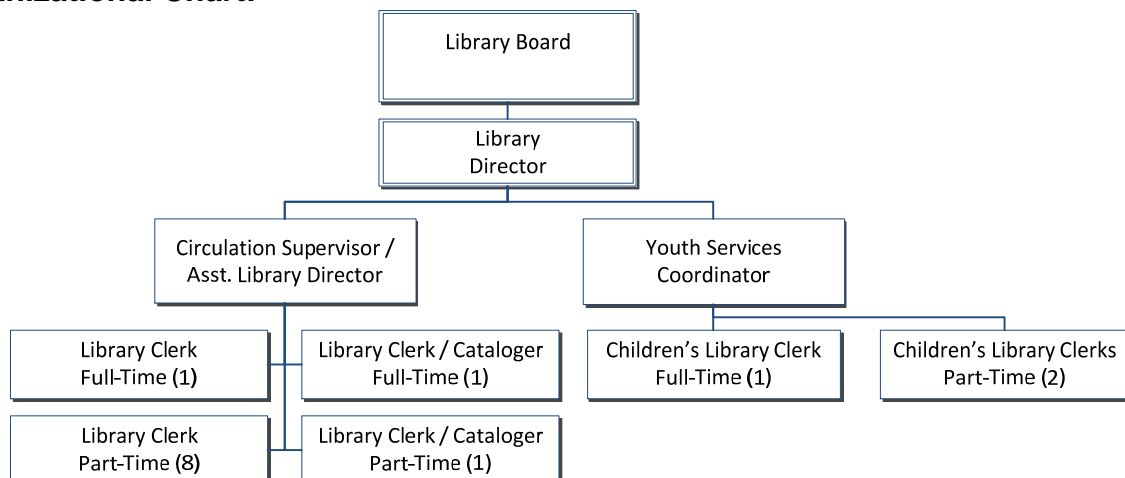 Library Board
Library
Director
Circulation Supervisor /
Asst. Library Director
Youth Services
Coordinator
Library Clerk
Full-Time (1)
Library Clerk / Cataloger
Full-Time (1)
Children's Library Clerk
Full-Time (1)
Children's Library Clerks
Part-Time (2)
Library Clerk
Part-Time (8)
Library Clerk / Cataloger
Part-Time (1)